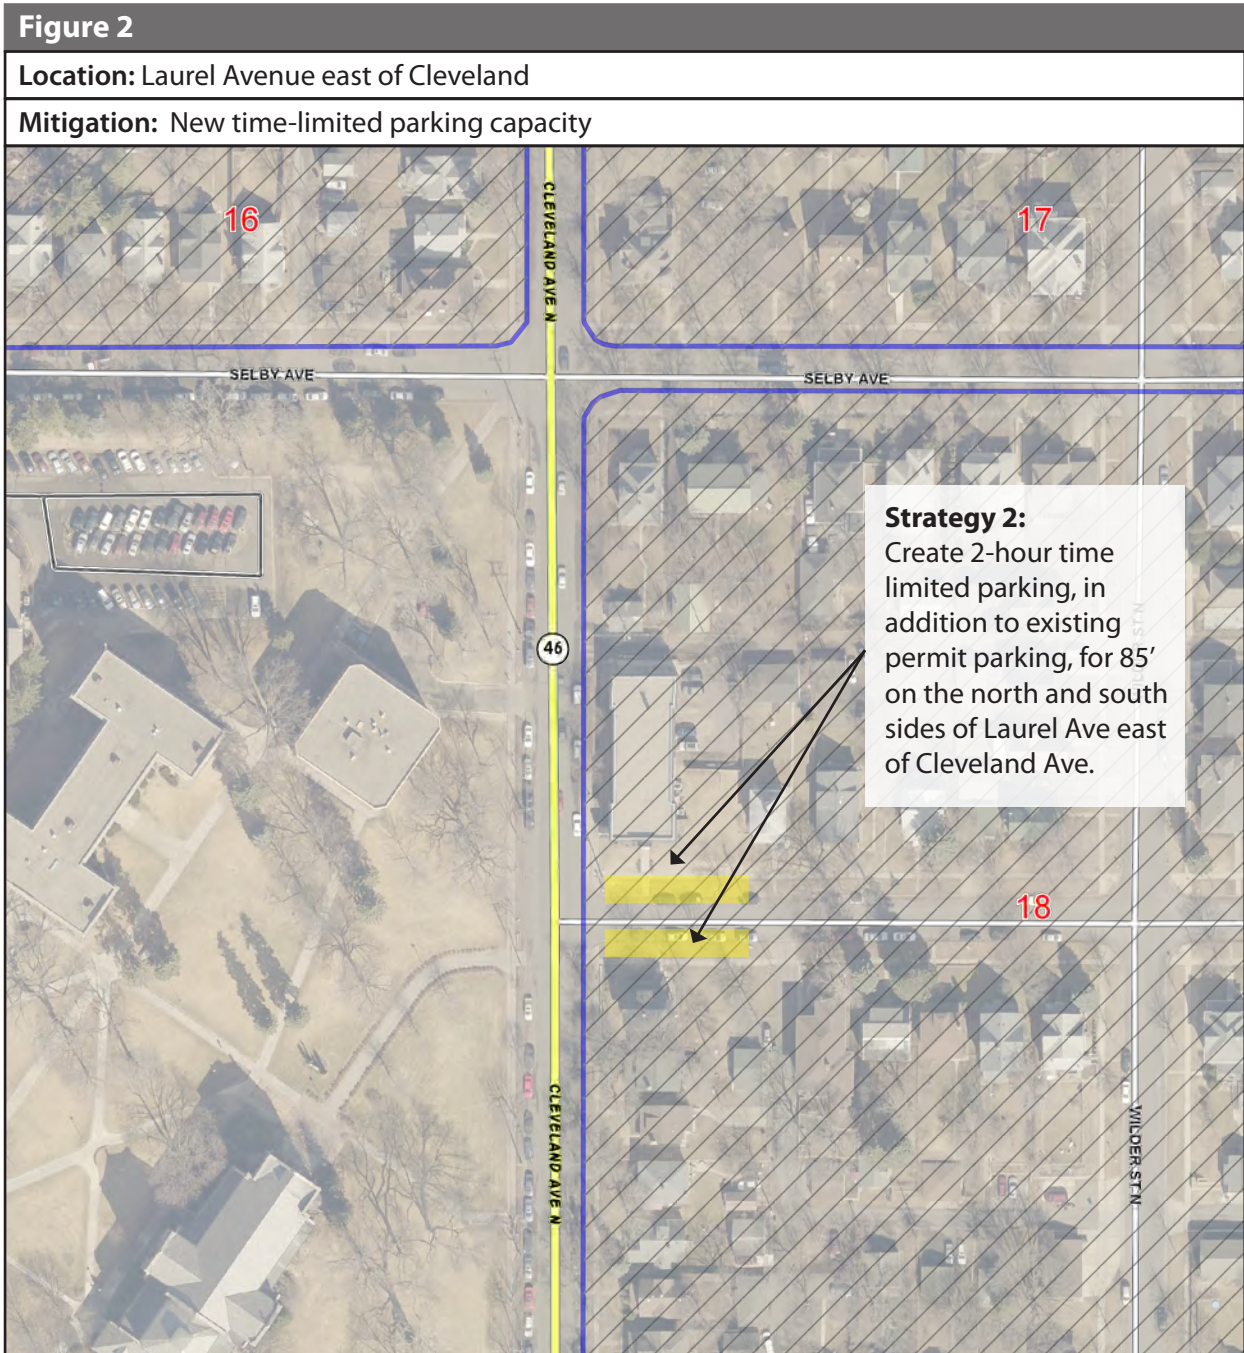 Figure 2
Location: Laurel Avenue east of Cleveland
Mitigation: New time-limited parking capacity
16
CLEVELAND AVE N
17
SELBY AVE
SELBY AVE
Strategy 2:
Create 2-hour time
limited parking, in
addition to existing
permit parking, for 85’
on the north and south
sides of Laurel Ave east
of Cleveland Ave.
46
18
CLEVELAND AVE N
WILDER ST N